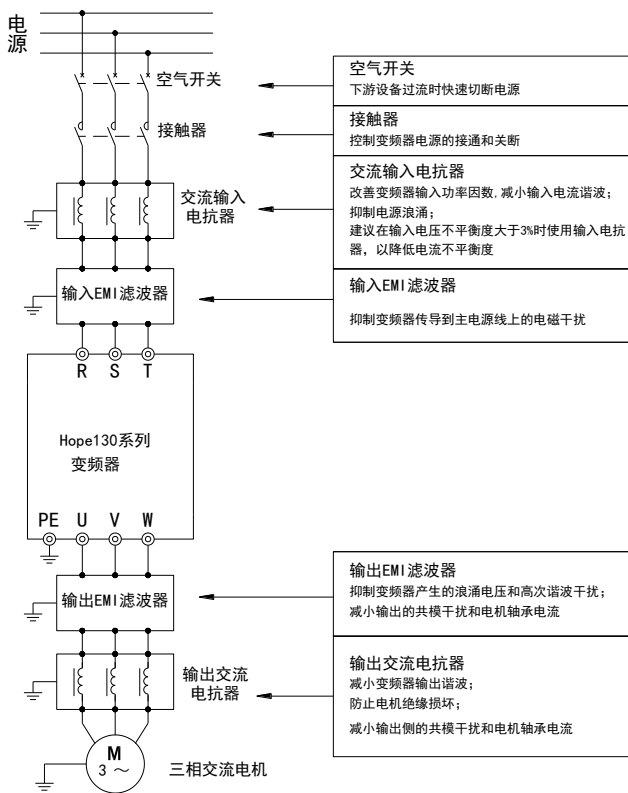 电
源
空气开关
空气开关
下游设备过流时快速切断电源
接触器
接触器
控制变频器电源的接通和关断
交流输入
电抗器
交流输入电抗器
改善变频器输入功率因数,减小输入电流谐波;
抑制电源浪涌;
建议在输入电压不平衡度大于3%时使用输入电抗
器, 以降低电流不平衡度
输入EMI滤波器
输入EMI滤波器
抑制变频器传导到主电源线上的电磁干扰
R S T
Hope130系列
变频器
PE U V W
输出EMI滤波器
输出EMI滤波器
抑制变频器产生的浪涌电压和高次谐波干扰;
减小输出的共模干扰和电机轴承电流
输出交流
电抗器
输出交流电抗器
减小变频器输出谐波;
防止电机绝缘损坏;
减小输出侧的共模干扰和电机轴承电流
M
3 ～
三相交流电机